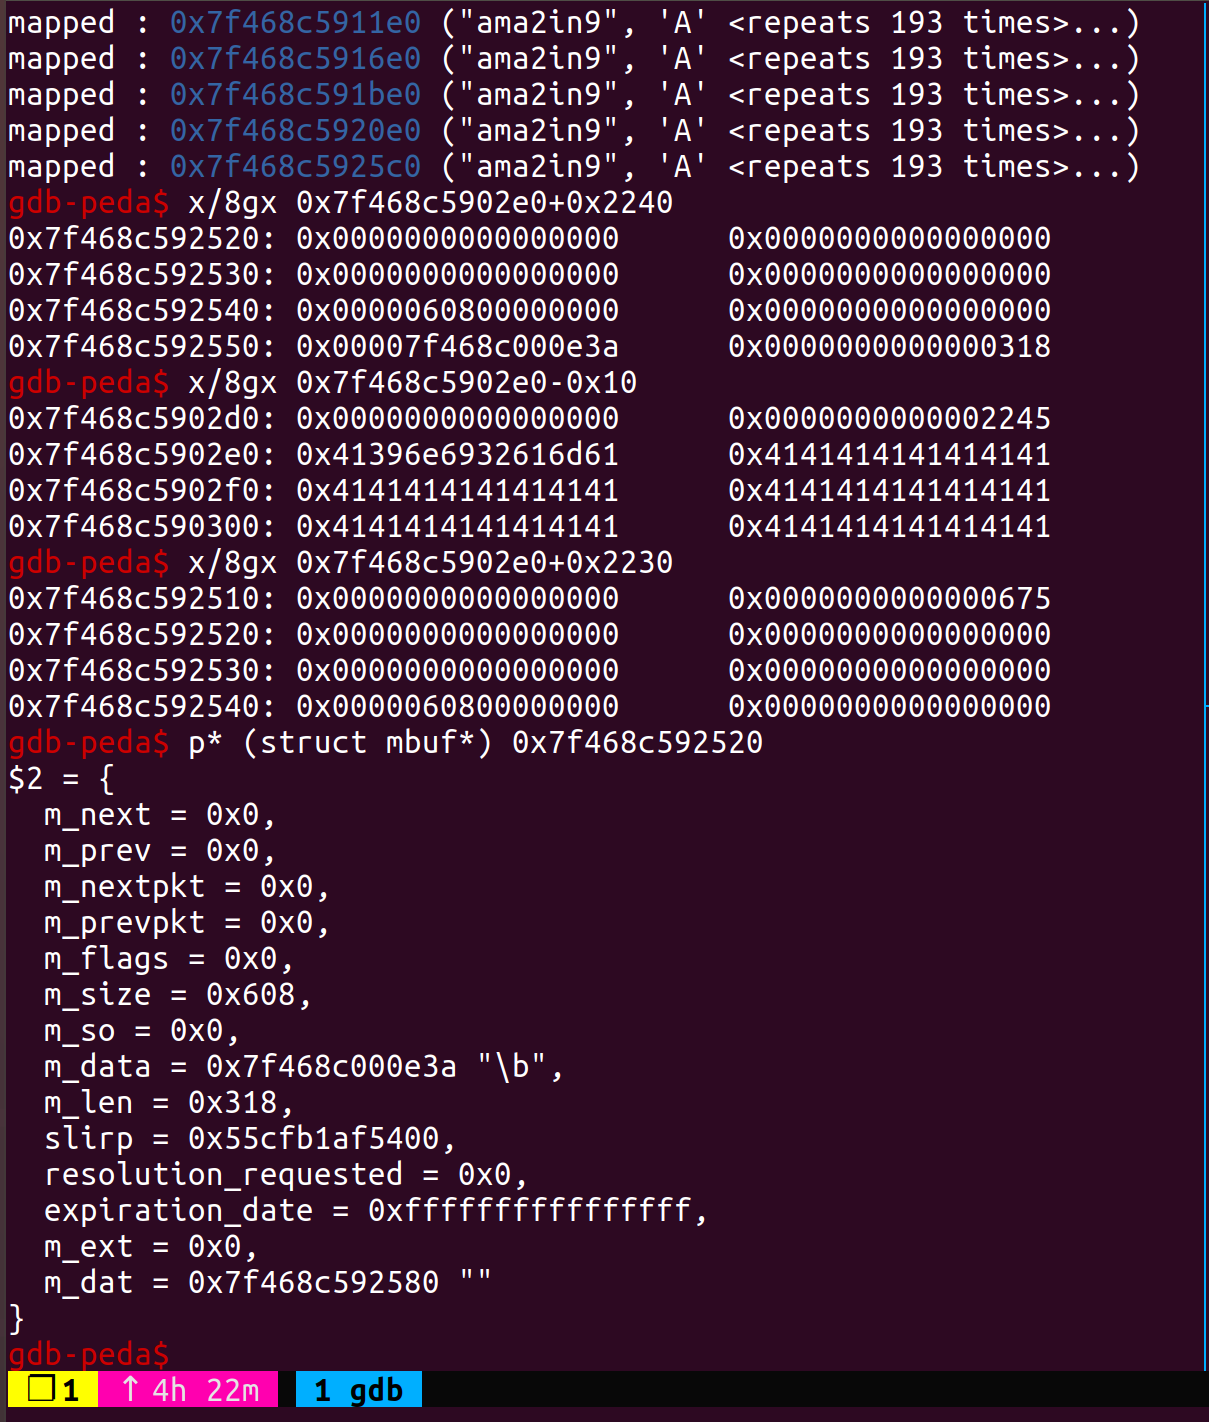 mapped : 0x7f468c5911e0 ("ama2in9", 'A' <repeats 193 times>...)
mapped : 0x7f468c5916e0 ("ama2in9", 'A' <repeats 193 times>...)
mapped : 0x7f468c591be0 ("ama2in9", 'A' <repeats 193 times>...)
mapped : 0x7f468c5920e0 ("ama2in9", 'A' <repeats 193 times>...)
mapped : 0x7f468c5925c0 ("ama2in9", 'A' <repeats 193 times>...)
gdb-peda$ x/8gx 0x7f468c5902e0+0x2240
0x7f468c592520: 0x0000000000000000 0x0000000000000000
0x7f468c592530: 0x0000000000000000 0x0000000000000000
0x7f468c592540: 0x0000060800000000 0x0000000000000000
0x7f468c592550: 0x00007f468c000e3a 0x0000000000000318
gdb-peda$ x/8gx 0x7f468c5902e0-0x10
0x7f468c5902d0: 0x0000000000000000 0x0000000000002245
0x7f468c5902e0: 0x41396e6932616d61 0x4141414141414141
0x7f468c5902f0: 0x4141414141414141 0x4141414141414141
0x7f468c590300: 0x4141414141414141 0x4141414141414141
gdb-peda$ x/8gx 0x7f468c5902e0+0x2230
0x7f468c592510: 0x0000000000000000 0x0000000000000675
0x7f468c592520: 0x0000000000000000 0x0000000000000000
0x7f468c592530: 0x0000000000000000 0x0000000000000000
0x7f468c592540: 0x0000060800000000 0x0000000000000000
gdb-peda$ p* (struct mbuf*) 0x7f468c592520
$2 = {
  m_next = 0x0,
  m_prev = 0x0,
  m_nextpkt = 0x0,
  m_prevpkt = 0x0,
  m_flags = 0x0,
  m_size = 0x608,
  m_so = 0x0,
  m_data = 0x7f468c000e3a "\b",
  m_len = 0x318,
  slirp = 0x55cfb1af5400,
  resolution_requested = 0x0,
  expiration_date = 0xffffffffffffffff,
  m_ext = 0x0,
  m_dat = 0x7f468c592580 ""
}
gdb-peda$
❐1 ↑ 4h 22m 1 gdb